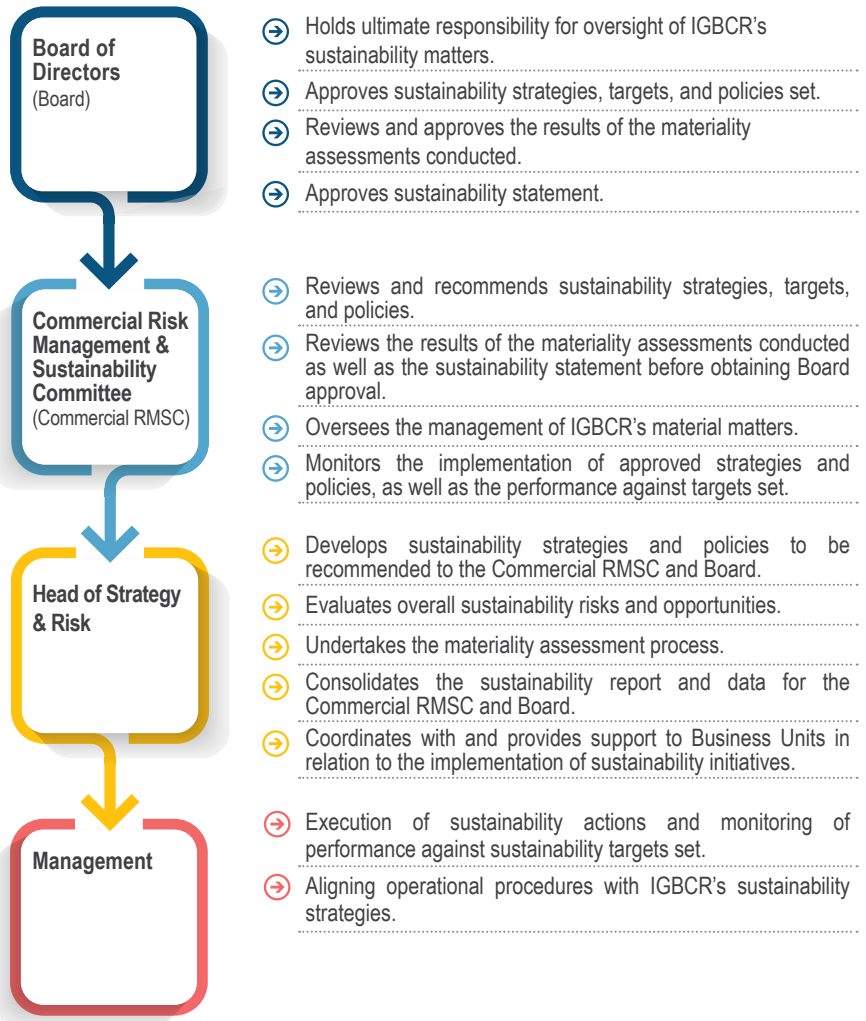 Board of
Directors
(Board)
Holds ultimate responsibility for oversight of IGBCR's
sustainability matters.
Approves sustainability strategies, targets, and policies set.
Reviews and approves the results of the materiality
assessments conducted.
Approves sustainability statement.
Commercial Risk
Management &
Sustainability
Committee
(Commercial RMSC)
Reviews and recommends sustainability strategies, targets,
and policies.
Reviews the results of the materiality assessments conducted
as well as the sustainability statement before obtaining Board
approval.
Oversees the management of IGBCR's material matters.
Monitors the implementation of approved strategies and
policies, as well as the performance against targets set.
Head of Strategy
& Risk
Develops sustainability strategies and policies to be
recommended to the Commercial RMSC and Board.
Evaluates overall sustainability risks and opportunities.
Undertakes the materiality assessment process.
Consolidates the sustainability report and data for the
Commercial RMSC and Board.
Coordinates with and provides support to Business Units in
relation to the implementation of sustainability initiatives.
Management
Execution of sustainability actions and monitoring of
performance against sustainability targets set.
Aligning operational procedures with IGBCR's sustainability
strategies.